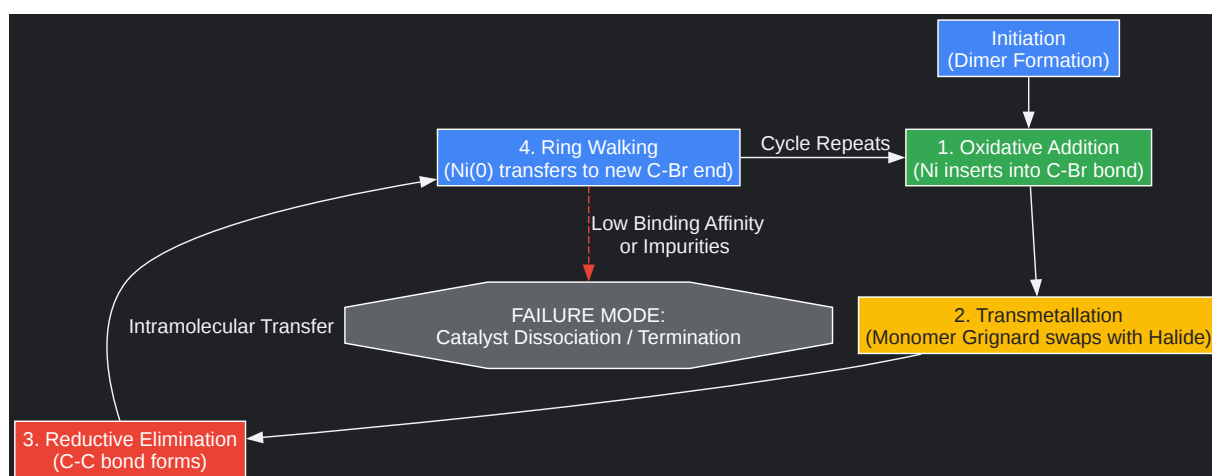 Initiation
(Dimer Formation)
4. Ring Walking
(Ni(0) transfers to new C-Br end)
Cycle Repeats
1. Oxidative Addition
(Ni inserts into C-Br bond)
Low Binding Affinity
or Impurities
FAILURE MODE:
Catalyst Dissociation / Termination
Intramolecular Transfer
2. Transmetallation
(Monomer Grignard swaps with Halide)
3. Reductive Elimination
(C-C bond forms)